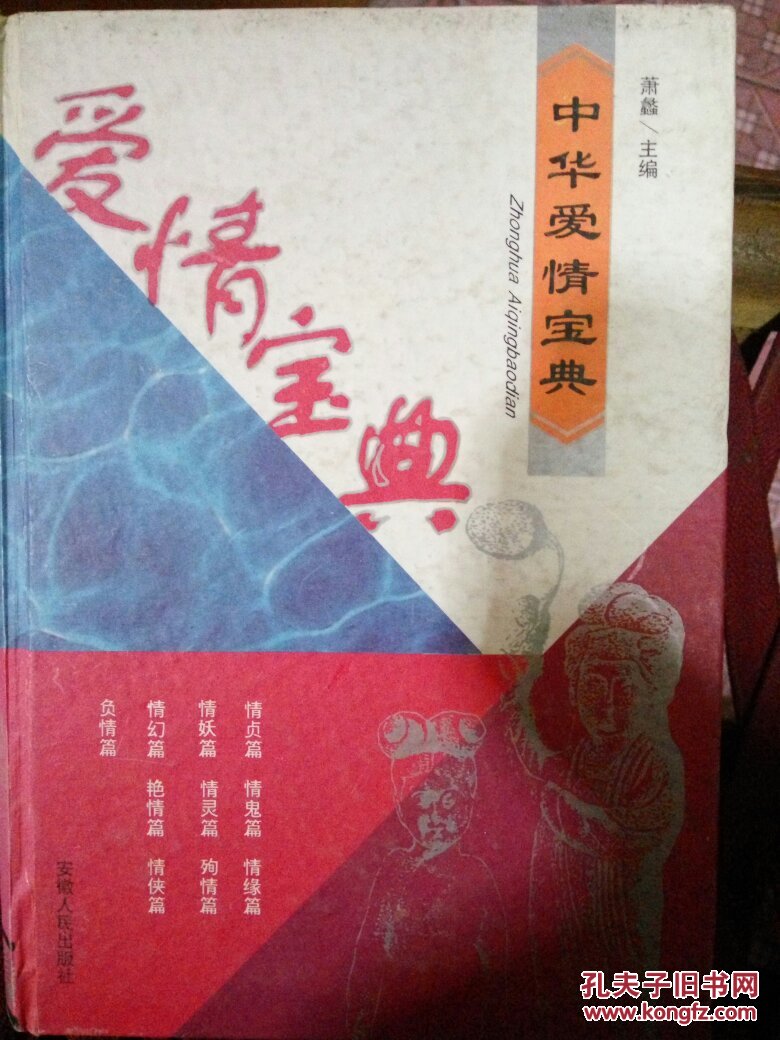 萧蠡/主编
中华爱情宝典
Zhonghua Aiqingbaodian
爱情宝典
情贞篇 情鬼篇 情缘篇
情妖篇 情灵篇 殉情篇
情幻篇 艳情篇 情侠篇
负情篇
安徽人民出版社
孔夫子旧书网
www.kongfz.com